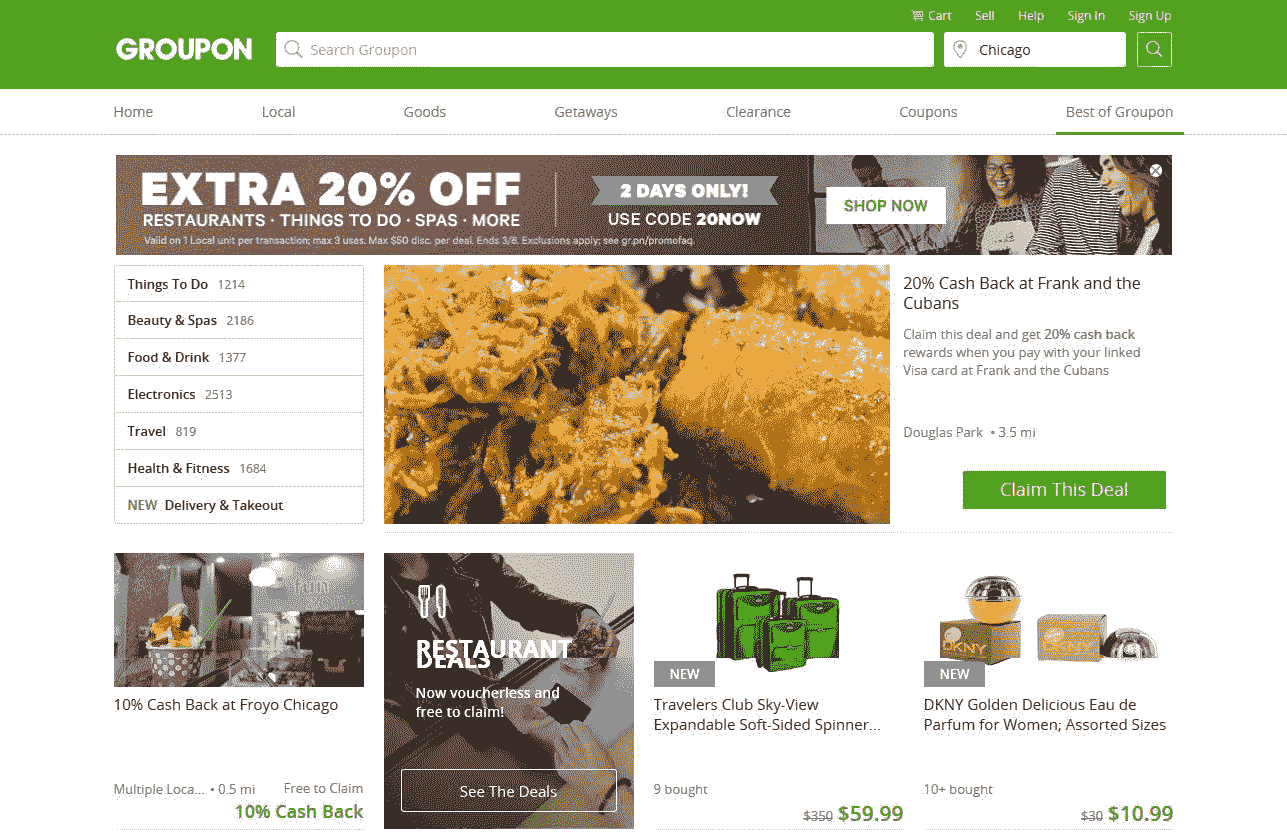 Cart Sell Help Sign In Sign Up
GROUPON Search Groupon Chicago
Home Local Goods Getaways Clearance Coupons Best of Groupon
EXTRA 20% OFF
RESTAURANTS · THINGS TO DO · SPAS · MORE
Valid on 1 Local unit per transaction; max 3 uses. Max $50 disc. per deal. Ends 3/8. Exclusions apply; see gr.pn/promofaq.
2 DAYS ONLY!
USE CODE 20NOW
SHOP NOW
Things To Do 1214
Beauty & Spas 2186
Food & Drink 1377
Electronics 2513
Travel 819
Health & Fitness 1684
NEW Delivery & Takeout
20% Cash Back at Frank and the
Cubans
Claim this deal and get 20% cash back
rewards when you pay with your linked
Visa card at Frank and the Cubans
Douglas Park • 3.5 mi
Claim This Deal
10% Cash Back at Froyo Chicago
Multiple Loca... • 0.5 mi Free to Claim
10% Cash Back
RESTAURANT
DEALS
Now voucherless and
free to claim!
See The Deals
NEW
Travelers Club Sky-View
Expandable Soft-Sided Spinner...
9 bought
$350 $59.99
DKNY
NEW
DKNY Golden Delicious Eau de
Parfum for Women; Assorted Sizes
10+ bought
$30 $10.99